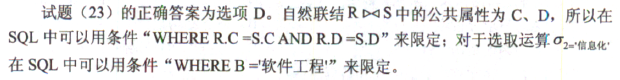 试题（23）的正确答案为选项 D。自然联结 R ⋈ S 中的公共属性为 C、D，所以在
SQL 中可以用条件“WHERE R.C =S.C AND R.D =S.D”来限定；对于选取运算σ2='信息化'
在 SQL 中可以用条件“WHERE B ='软件工程'”来限定。